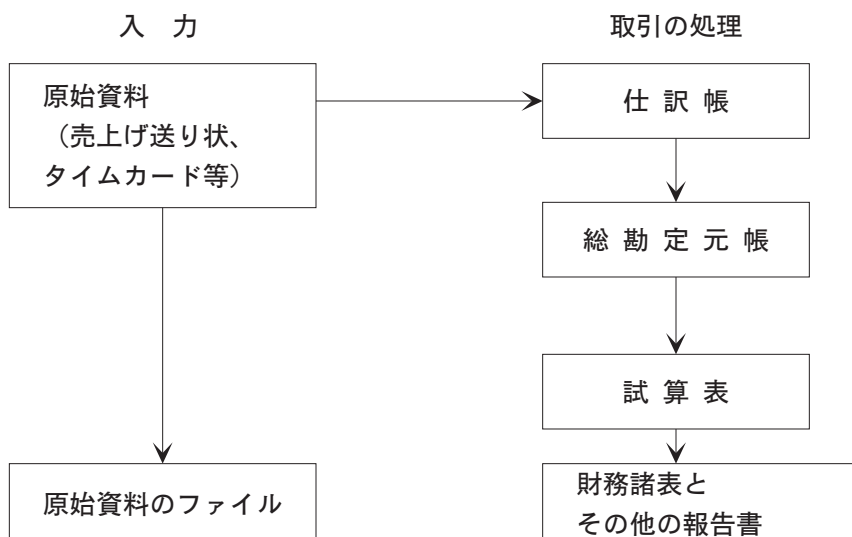 入 力
取引の処理
原始資料
（売上げ送り状、
タイムカード等）
仕 訳 帳
総 勘 定 元 帳
試 算 表
原始資料のファイル
財務諸表と
その他の報告書